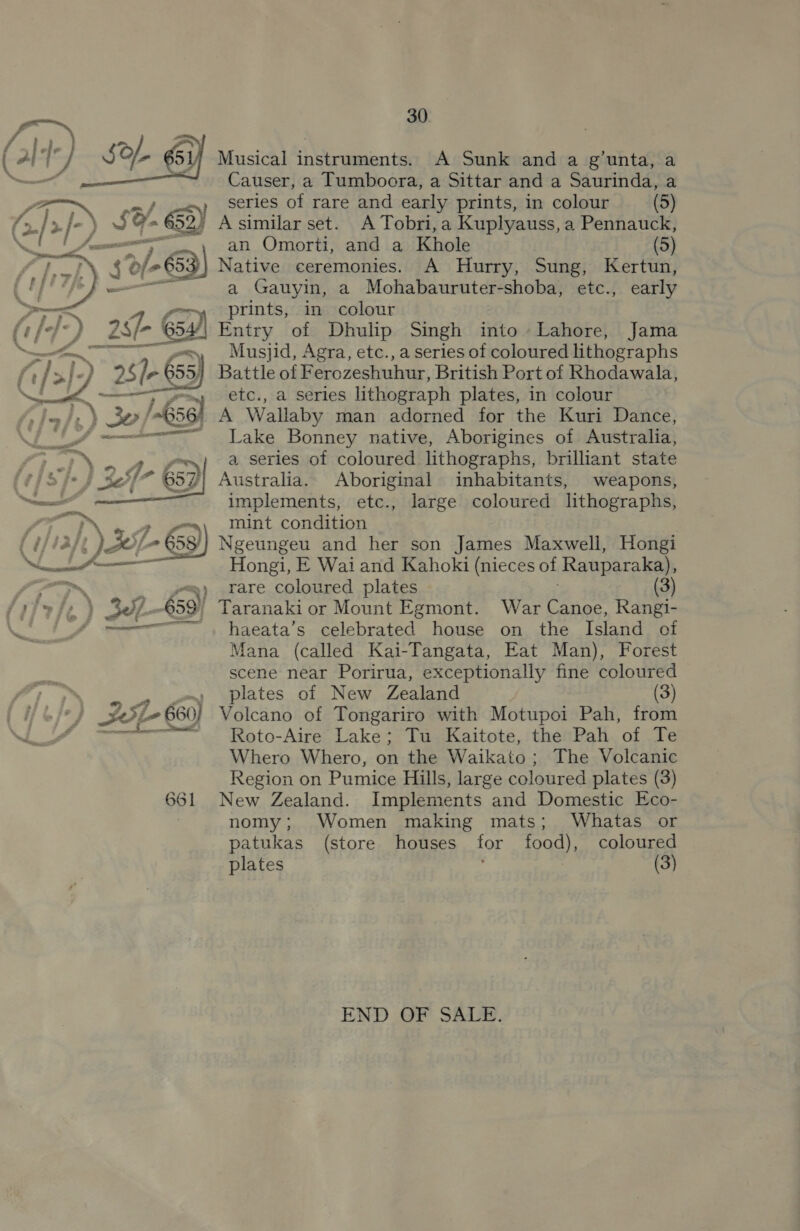 30
(2/4/-) 50/- 651) Musical instruments. A Sunk and a g'unta, a
Causer, a Tumboora, a Sittar and a Saurinda, a
series of rare and early prints, in colour (5)
(2/2/-) 50/- 652) A similar set. A Tobri, a Kuplyauss, a Pennauck,
an Omorti, and a Khole (5)
50/- 653) Native ceremonies. A Hurry, Sung, Kertun,
a Gauyin, a Mohabauruter-shoba, etc., early
prints, in colour
25/- 654) Entry of Dhulip Singh into Lahore, Jama
Musjid, Agra, etc., a series of coloured lithographs
(1/2/-) 25/- 655) Battle of Ferozeshuhur, British Port of Rhodawala,
etc., a series lithograph plates, in colour
30/- 656) A Wallaby man adorned for the Kuri Dance,
Lake Bonney native, Aborigines of Australia,
a series of coloured lithographs, brilliant state
(1/5/-) 30/- 657) Australia. Aboriginal inhabitants, weapons,
implements, etc., large coloured lithographs,
mint condition
658) Ngeungeu and her son James Maxwell, Hongi
Hongi, E Wai and Kahoki (nieces of Rauparaka),
rare coloured plates (3)
659) Taranaki or Mount Egmont. War Canoe, Rangi-
haeata's celebrated house on the Island of
Mana (called Kai-Tangata, Eat Man), Forest
scene near Porirua, exceptionally fine coloured
plates of New Zealand (3)
660) Volcano of Tongariro with Motupoi Pah, from
Roto-Aire Lake; Tu Kaitote, the Pah of Te
Whero Whero, on the Waikato; The Volcanic
Region on Pumice Hills, large coloured plates (3)
661 New Zealand. Implements and Domestic Eco-
nomy; Women making mats; Whatas or
patukas (store houses for food), coloured
plates (3)
END OF SALE.